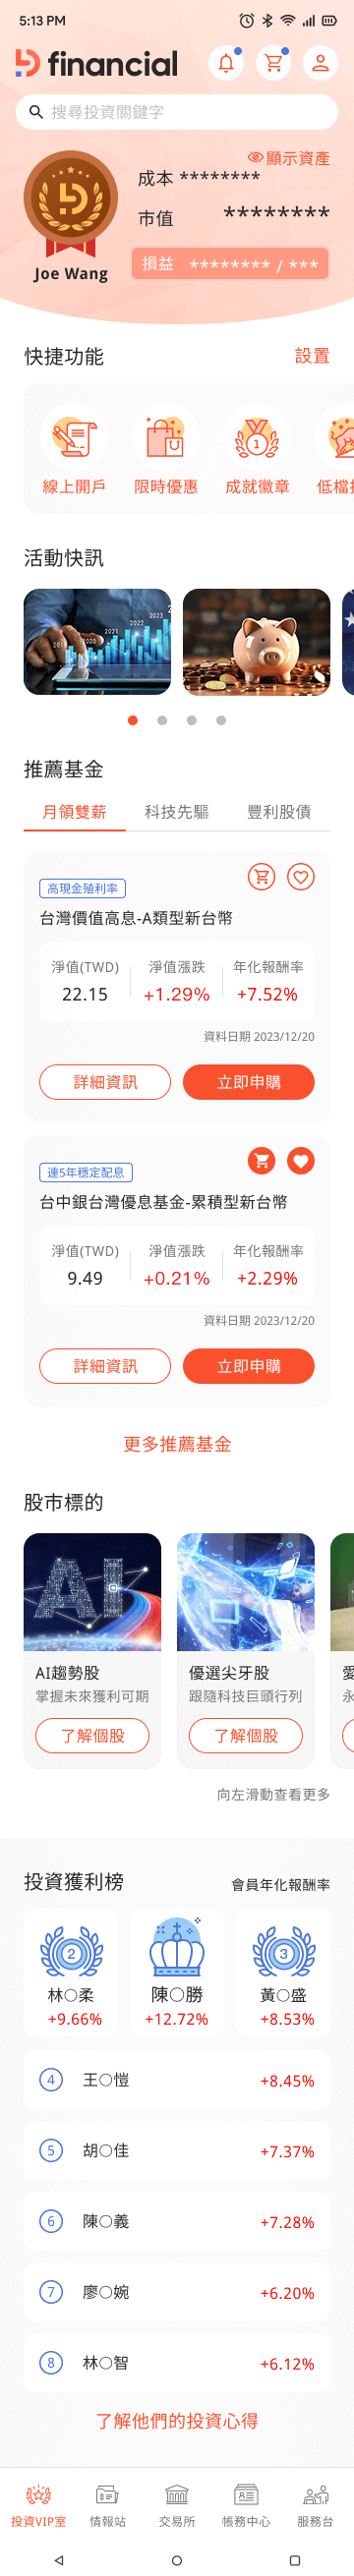 5:13 PM
financial
搜尋投資關鍵字
顯示資產
成本 ********
市值 ********
損益 ******** / ***
Joe Wang
快捷功能 設置
線上開戶 限時優惠 成就徽章 低檔
活動快訊
推薦基金
月領雙薪 科技先驅 豐利股債
高現金殖利率
台灣價值高息-A類型新台幣
淨值(TWD) 淨值漲跌 年化報酬率
22.15 +1.29% +7.52%
資料日期 2023/12/20
詳細資訊 立即申購
連5年穩定配息
台中銀台灣優息基金-累積型新台幣
淨值(TWD) 淨值漲跌 年化報酬率
9.49 +0.21% +2.29%
資料日期 2023/12/20
詳細資訊 立即申購
更多推薦基金
股市標的
AI
AI趨勢股 優選尖牙股
掌握未來獲利可期 跟隨科技巨頭行列 永
了解個股 了解個股
向左滑動查看更多
投資獲利榜 會員年化報酬率
2 3
林○柔 陳○勝 黃○盛
+9.66% +12.72% +8.53%
4 王○愷 +8.45%
5 胡○佳 +7.37%
6 陳○義 +7.28%
7 廖○婉 +6.20%
8 林○智 +6.12%
了解他們的投資心得
投資VIP室 情報站 交易所 帳務中心 服務台